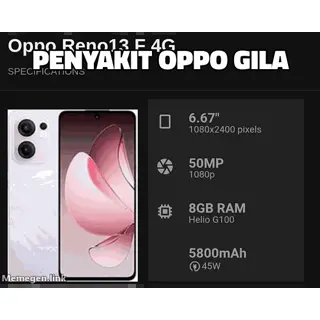 Oppo Reno13 F 4G
PENYAKIT OPPO GILA
SPECIFICATIONS
6.67"
1080x2400 pixels
50MP
1080p
8GB RAM
Helio G100
5800mAh
45W
Memegen.link